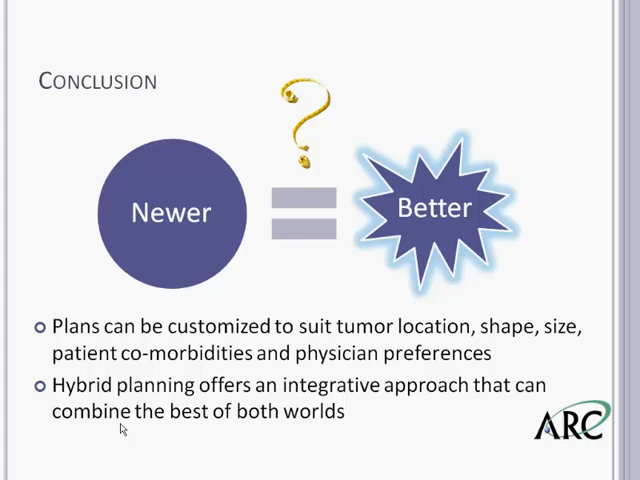 CONCLUSION
?
Newer = Better
Plans can be customized to suit tumor location, shape, size,
patient co-morbidities and physician preferences
Hybrid planning offers an integrative approach that can
combine the best of both worlds
ARC